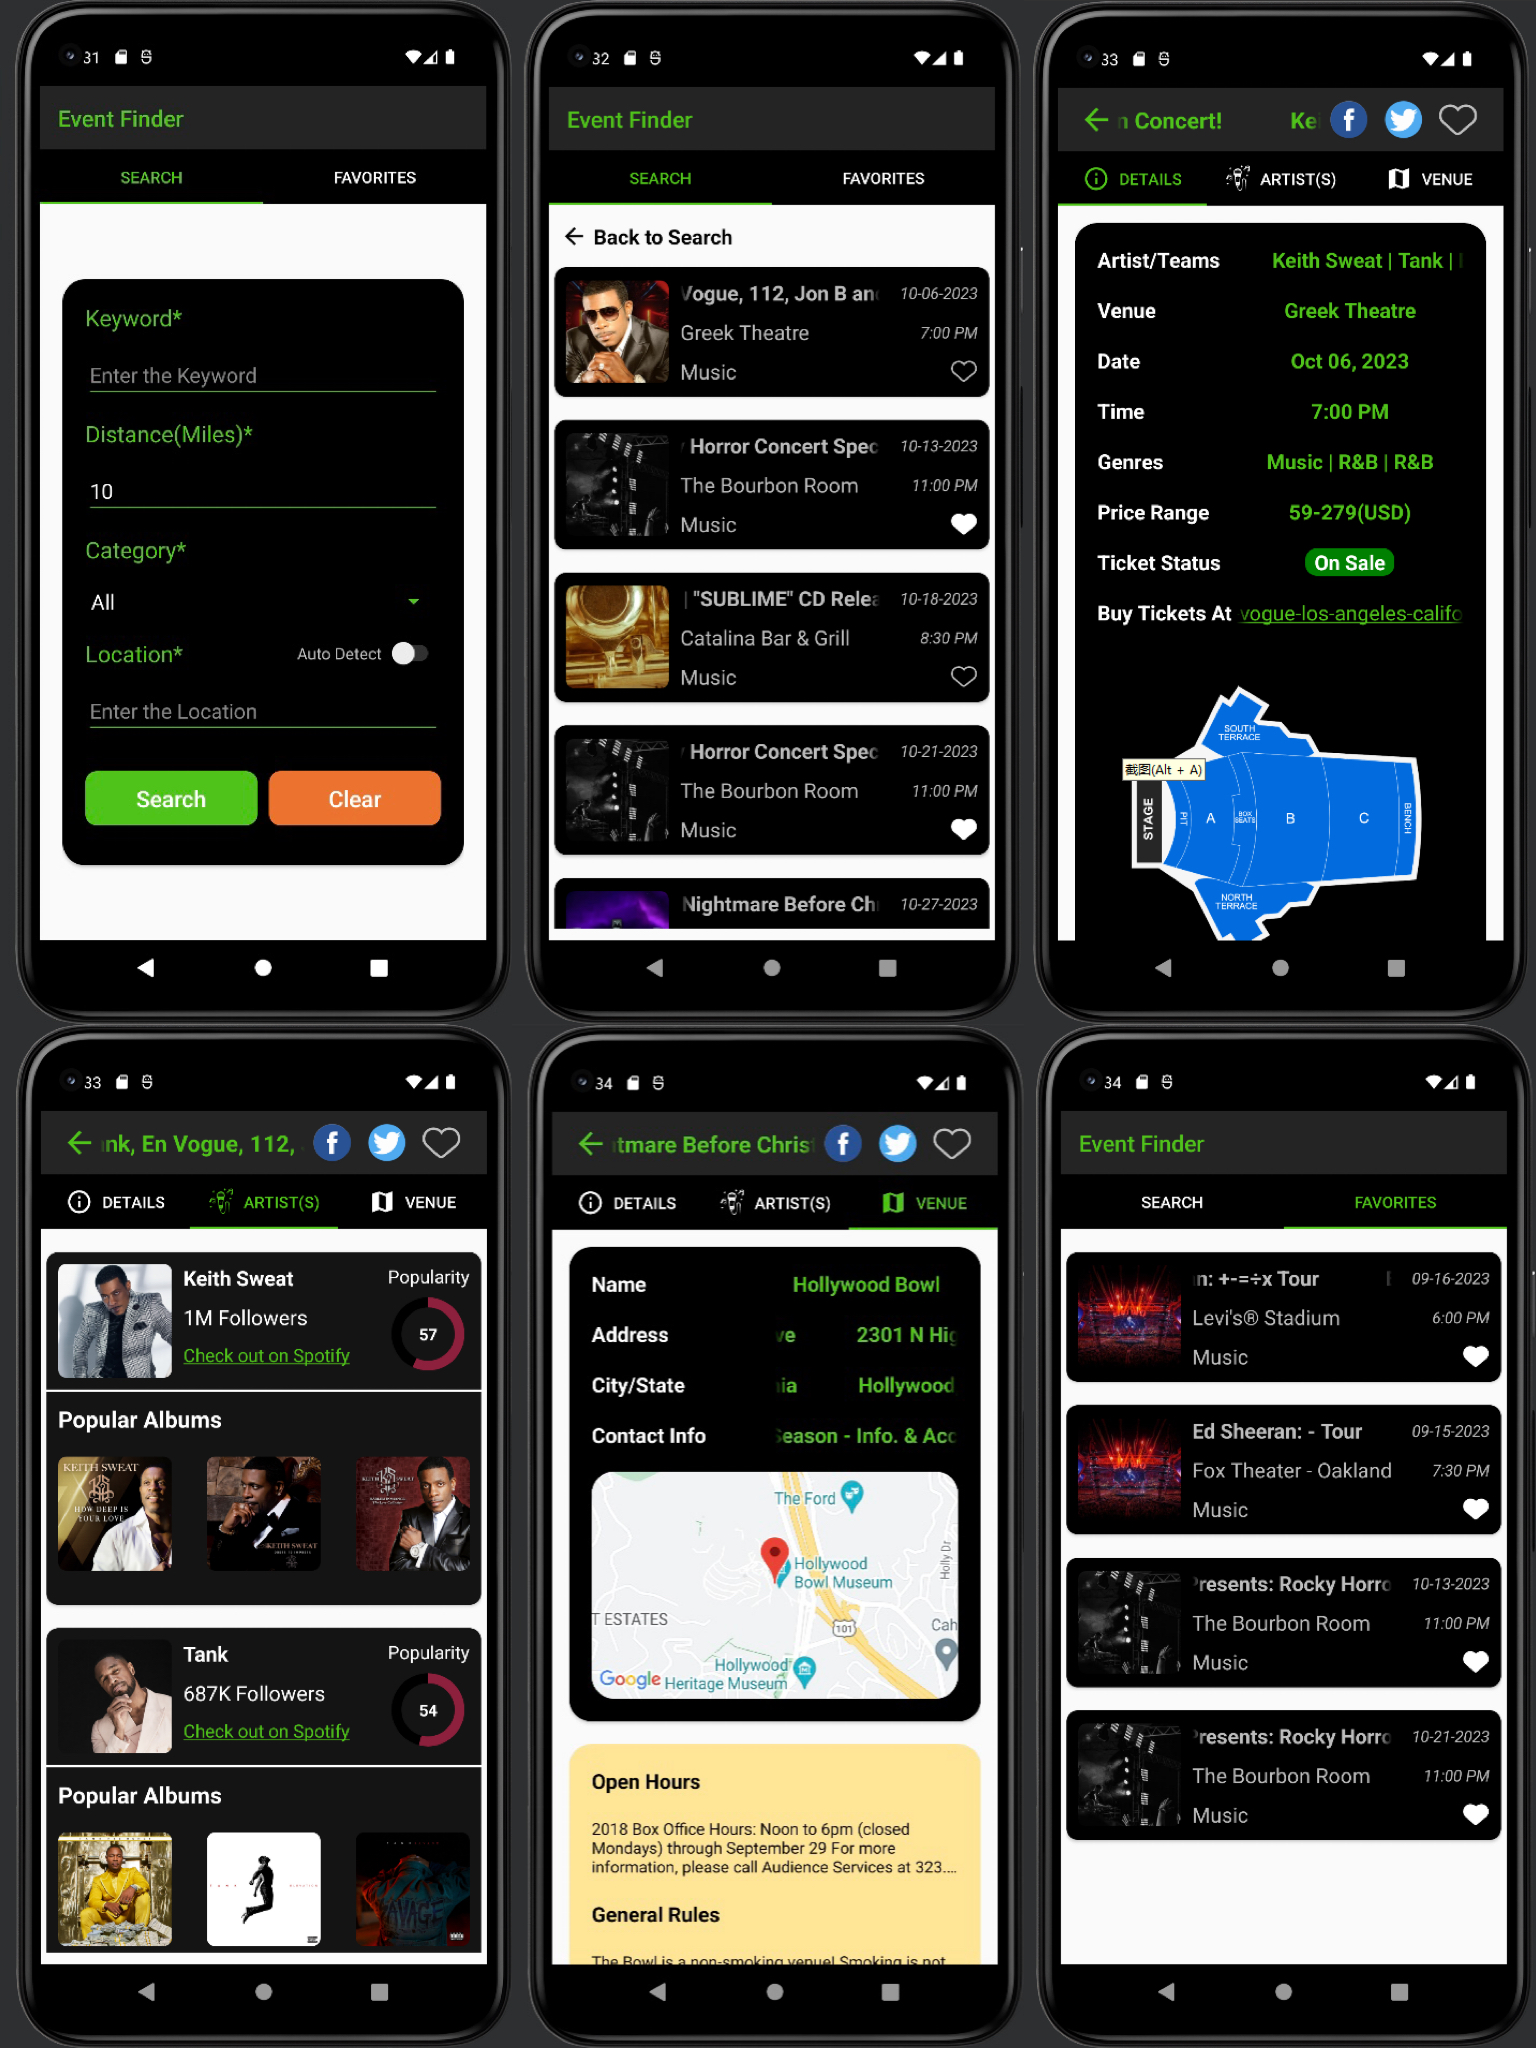 31
Event Finder
SEARCH
FAVORITES
Keyword*
Enter the Keyword
Distance(Miles)*
10
Category*
All
Location*
Auto Detect
Enter the Location
Search
Clear
32
Event Finder
SEARCH
FAVORITES
Back to Search
Vogue, 112, Jon B an
10-06-2023
Greek Theatre
7:00 PM
Music
Horror Concert Spec
10-13-2023
The Bourbon Room
11:00 PM
Music
| "SUBLIME" CD Relea
10-18-2023
Catalina Bar & Grill
8:30 PM
Music
Horror Concert Spec
10-21-2023
The Bourbon Room
11:00 PM
Music
Nightmare Before Ch
10-27-2023
33
n Concert!
Kei
DETAILS
ARTIST(S)
VENUE
Artist/Teams
Keith Sweat | Tank |
Venue
Greek Theatre
Date
Oct 06, 2023
Time
7:00 PM
Genres
Music | R&B | R&B
Price Range
59-279(USD)
Ticket Status
On Sale
Buy Tickets At
vogue-los-angeles-califo
SOUTH
TERRACE
截图(Alt + A)
STAGE
PIT
A
BOX
SEATS
B
C
BENCH
NORTH
TERRACE
33
nk, En Vogue, 112,
DETAILS
ARTIST(S)
VENUE
Keith Sweat
Popularity
1M Followers
57
Check out on Spotify
Popular Albums
KEITH SWEAT
HOW DEEP IS
YOUR LOVE
KEITH SWEAT
KEITH SWEAT
Tank
Popularity
687K Followers
54
Check out on Spotify
Popular Albums
SAVAGE
34
tmare Before Christ
DETAILS
ARTIST(S)
VENUE
Name
Hollywood Bowl
Address
ve
2301 N Hig
City/State
nia
Hollywood
Contact Info
Season - Info. & Acc
The Ford
Hollywood
Bowl Museum
Holly Dr
T ESTATES
101
Cah
Hollywood
Heritage Museum
Google
Open Hours
2018 Box Office Hours: Noon to 6pm (closed
Mondays) through September 29 For more
information, please call Audience Services at 323....
General Rules
The Bowl is a non-smoking venue! Smoking is not
34
Event Finder
SEARCH
FAVORITES
n: +-=÷x Tour
09-16-2023
Levi's® Stadium
6:00 PM
Music
Ed Sheeran: - Tour
09-15-2023
Fox Theater - Oakland
7:30 PM
Music
Presents: Rocky Horro
10-13-2023
The Bourbon Room
11:00 PM
Music
Presents: Rocky Horro
10-21-2023
The Bourbon Room
11:00 PM
Music